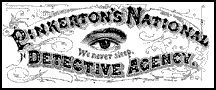 PINKERTON'S NATIONAL
We never sleep.
DETECTIVE AGENCY.